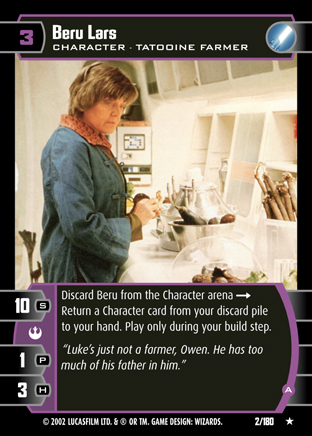 3
Beru Lars
CHARACTER - TATOOINE FARMER
10 S
Discard Beru from the Character arena →
Return a Character card from your discard pile
to your hand. Play only during your build step.
1 P
"Luke's just not a farmer, Owen. He has too
much of his father in him."
3 H
A
© 2002 LUCASFILM LTD. & ® OR TM. GAME DESIGN: WIZARDS.
2/180 ★